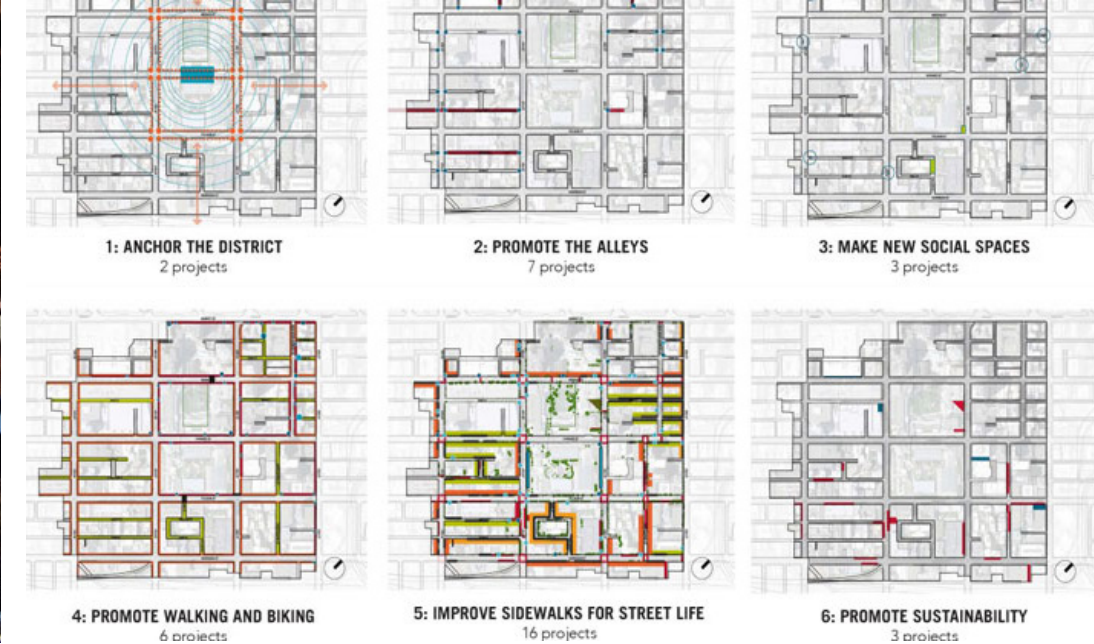 1: ANCHOR THE DISTRICT
2 projects
2: PROMOTE THE ALLEYS
7 projects
3: MAKE NEW SOCIAL SPACES
3 projects
4: PROMOTE WALKING AND BIKING
6 projects
5: IMPROVE SIDEWALKS FOR STREET LIFE
16 projects
6: PROMOTE SUSTAINABILITY
3 projects